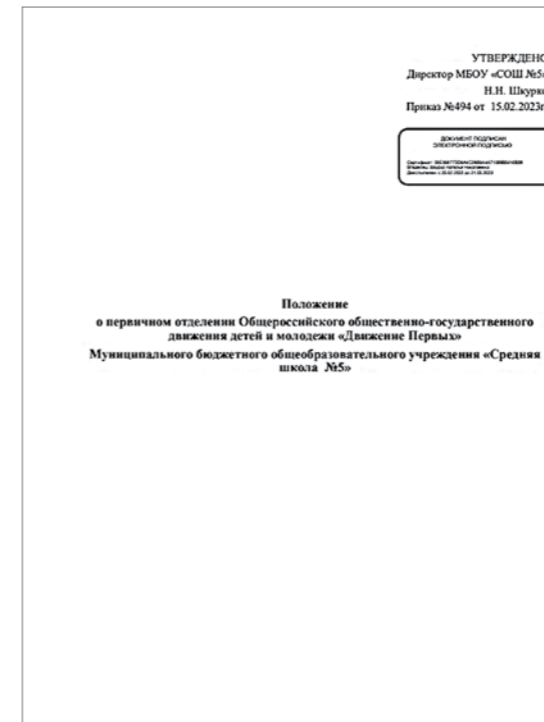 УТВЕРЖДЕНО
Директор МБОУ «СОШ №5»
Н.Н. Шкурко
Приказ №494 от 15.02.2023г
ДОКУМЕНТ ПОДПИСАН
ЭЛЕКТРОННОЙ ПОДПИСЬЮ
Положение
о первичном отделении Общероссийского общественно-государственного
движения детей и молодежи «Движение Первых»
Муниципального бюджетного общеобразовательного учреждения «Средняя
школа №5»